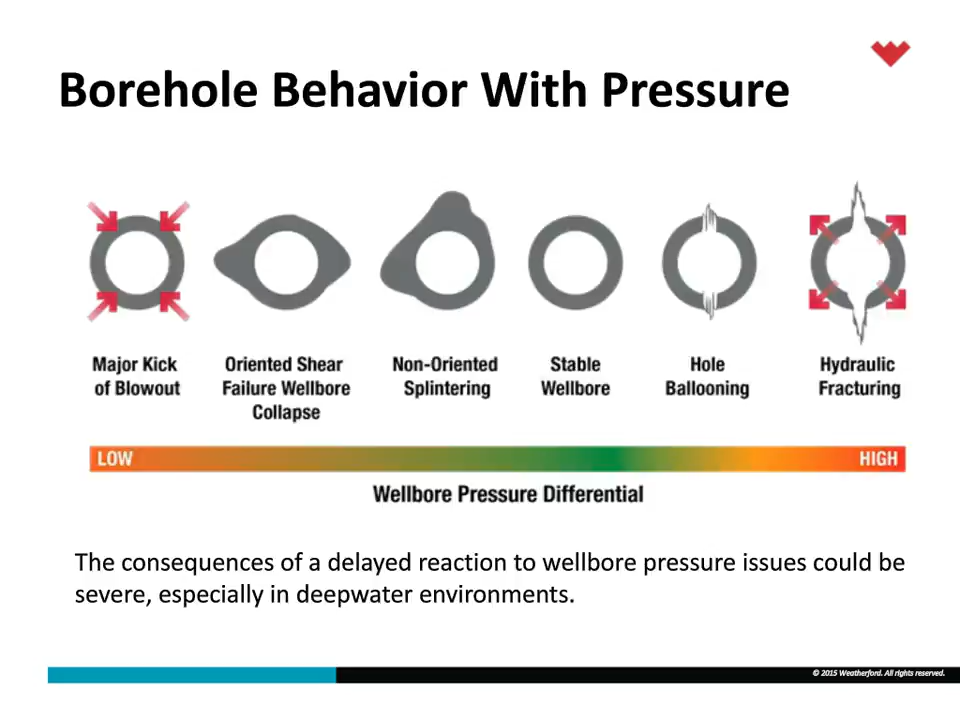 Borehole Behavior With Pressure
Major Kick
of Blowout
Oriented Shear
Failure Wellbore
Collapse
Non-Oriented
Splintering
Stable
Wellbore
Hole
Ballooning
Hydraulic
Fracturing
LOW
HIGH
Wellbore Pressure Differential
The consequences of a delayed reaction to wellbore pressure issues could be
severe, especially in deepwater environments.
© 2015 Weatherford. All rights reserved.